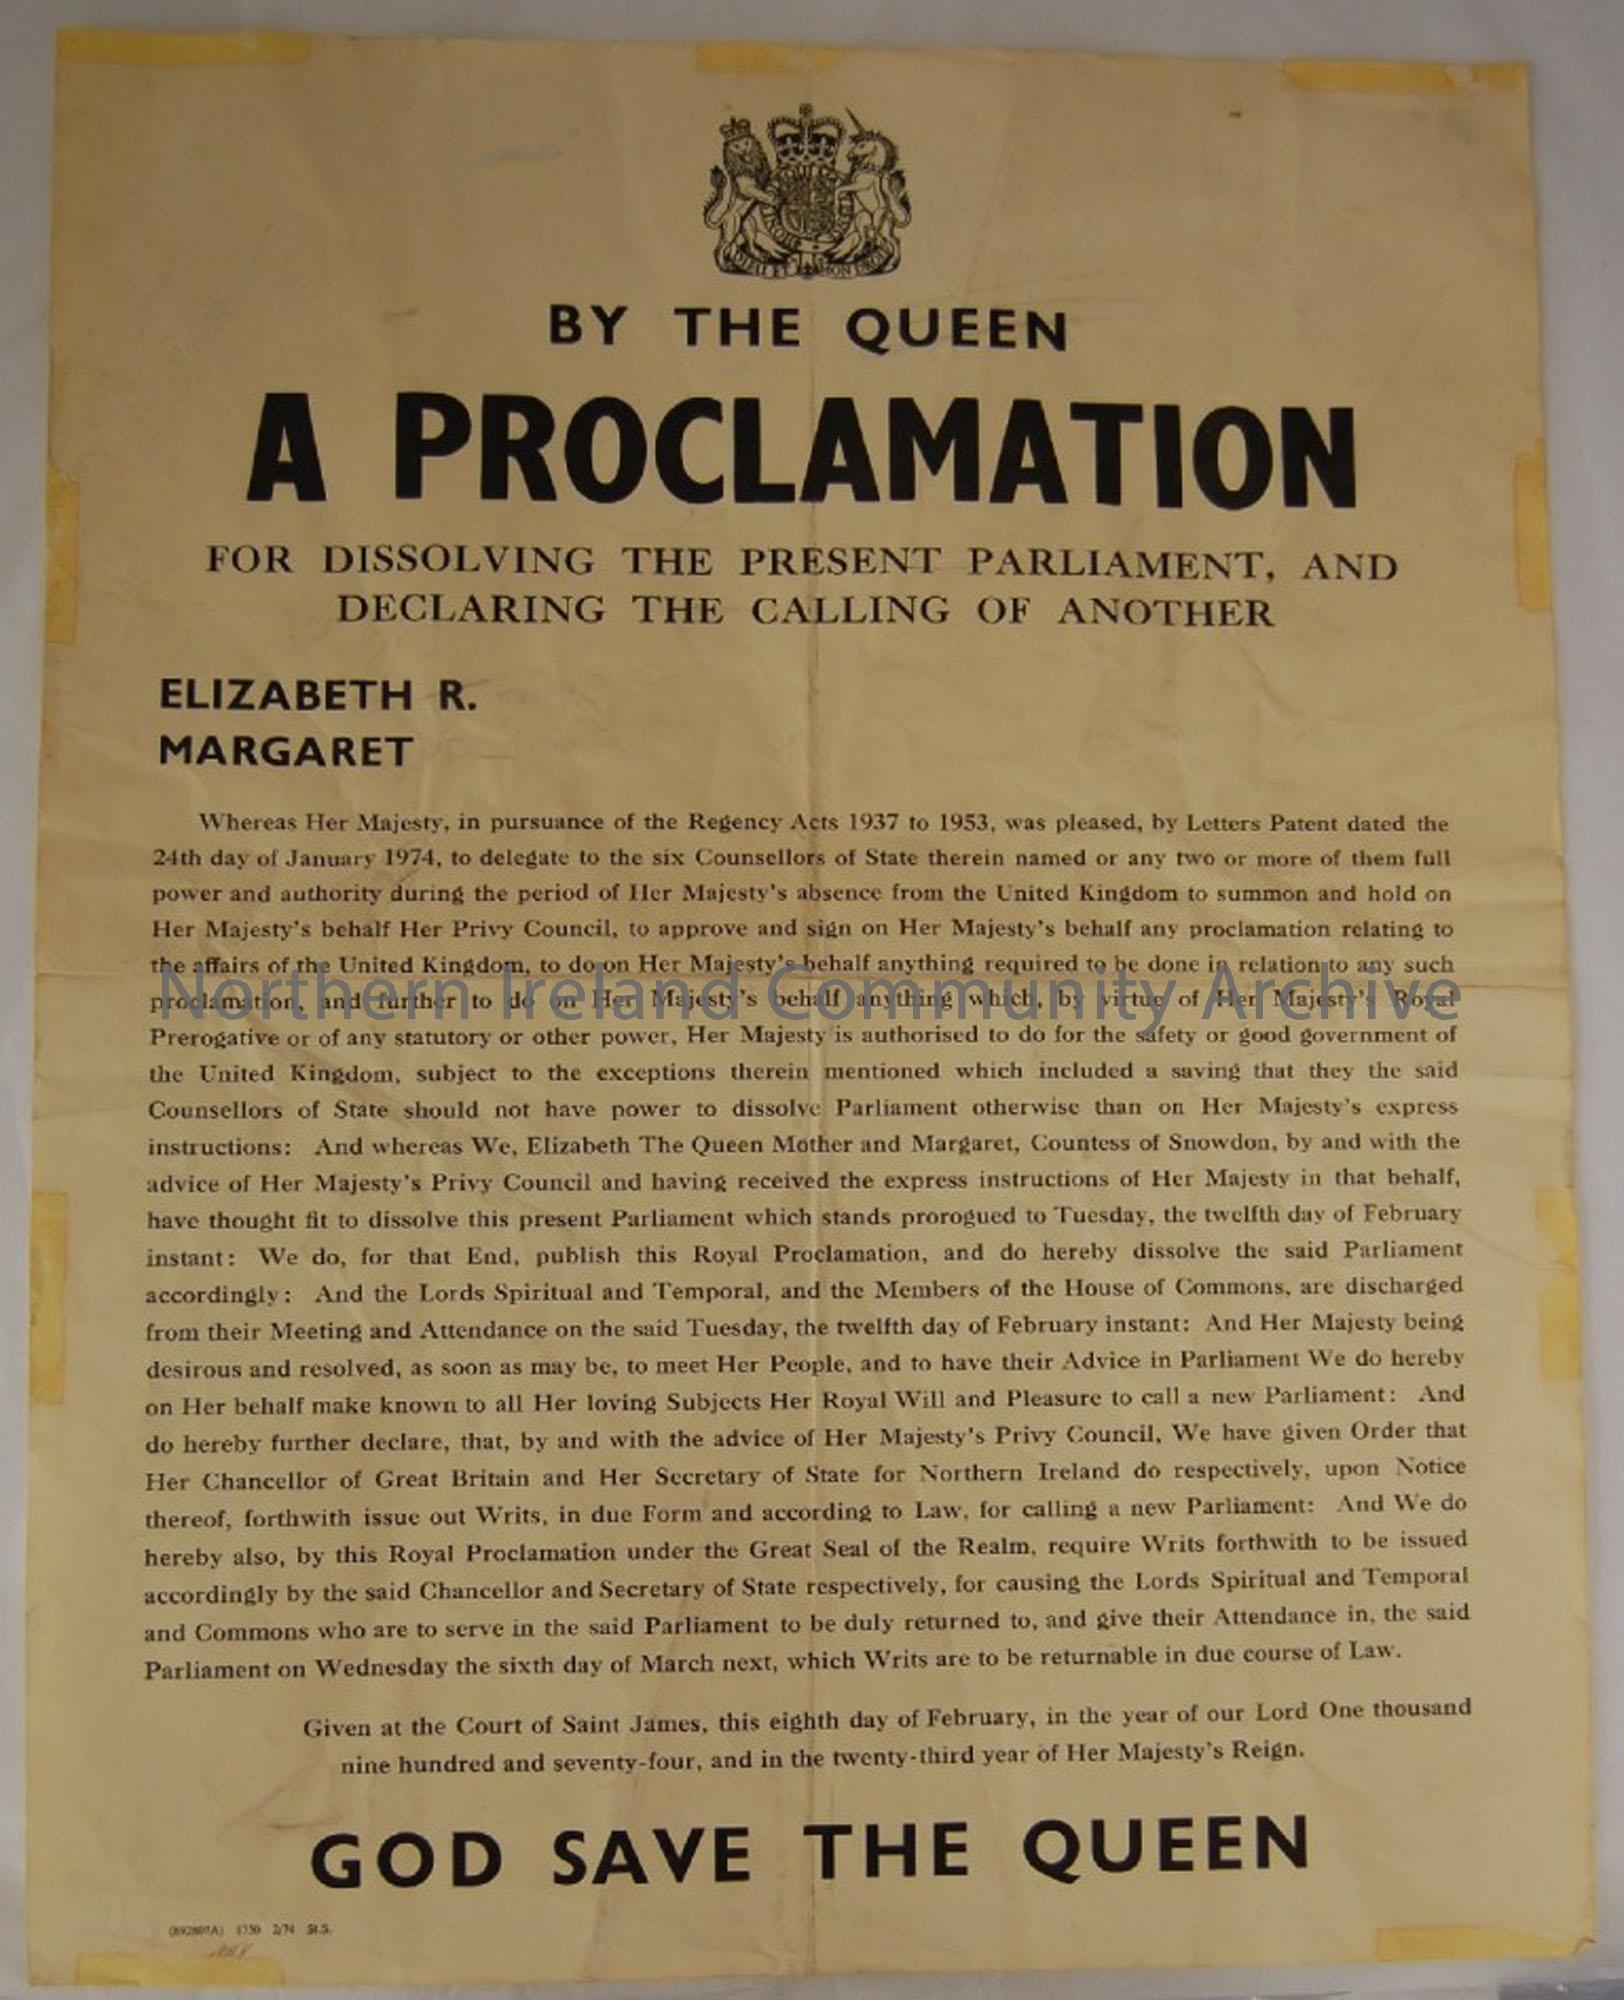 BY THE QUEEN
A PROCLAMATION
FOR DISSOLVING THE PRESENT PARLIAMENT, AND
DECLARING THE CALLING OF ANOTHER
ELIZABETH R.
MARGARET
Whereas Her Majesty, in pursuance of the Regency Acts 1937 to 1953, was pleased, by Letters Patent dated the
24th day of January 1974, to delegate to the six Counsellors of State therein named or any two or more of them full
power and authority during the period of Her Majesty's absence from the United Kingdom to summon and hold on
Her Majesty's behalf Her Privy Council, to approve and sign on Her Majesty's behalf any proclamation relating to
the affairs of the United Kingdom, to do on Her Majesty's behalf anything required to be done in relation to any such
proclamation, and further to do on Her Majesty's behalf anything which, by virtue of Her Majesty's Royal
Northern Ireland Community Archive
Prerogative or of any statutory or other power, Her Majesty is authorised to do for the safety or good government of
the United Kingdom, subject to the exceptions therein mentioned which included a saving that they the said
Counsellors of State should not have power to dissolve Parliament otherwise than on Her Majesty's express
instructions: And whereas We, Elizabeth The Queen Mother and Margaret, Countess of Snowdon, by and with the
advice of Her Majesty's Privy Council and having received the express instructions of Her Majesty in that behalf,
have thought fit to dissolve this present Parliament which stands prorogued to Tuesday, the twelfth day of February
instant: We do, for that End, publish this Royal Proclamation, and do hereby dissolve the said Parliament
accordingly: And the Lords Spiritual and Temporal, and the Members of the House of Commons, are discharged
from their Meeting and Attendance on the said Tuesday, the twelfth day of February instant: And Her Majesty being
desirous and resolved, as soon as may be, to meet Her People, and to have their Advice in Parliament We do hereby
on Her behalf make known to all Her loving Subjects Her Royal Will and Pleasure to call a new Parliament: And
do hereby further declare, that, by and with the advice of Her Majesty's Privy Council, We have given Order that
Her Chancellor of Great Britain and Her Secretary of State for Northern Ireland do respectively, upon Notice
thereof, forthwith issue out Writs, in due Form and according to Law, for calling a new Parliament: And We do
hereby also, by this Royal Proclamation under the Great Seal of the Realm, require Writs forthwith to be issued
accordingly by the said Chancellor and Secretary of State respectively, for causing the Lords Spiritual and Temporal
and Commons who are to serve in the said Parliament to be duly returned to, and give their Attendance in, the said
Parliament on Wednesday the sixth day of March next, which Writs are to be returnable in due course of Law.
Given at the Court of Saint James, this eighth day of February, in the year of our Lord One thousand
nine hundred and seventy-four, and in the twenty-third year of Her Majesty's Reign.
GOD SAVE THE QUEEN
2/74 St.S.